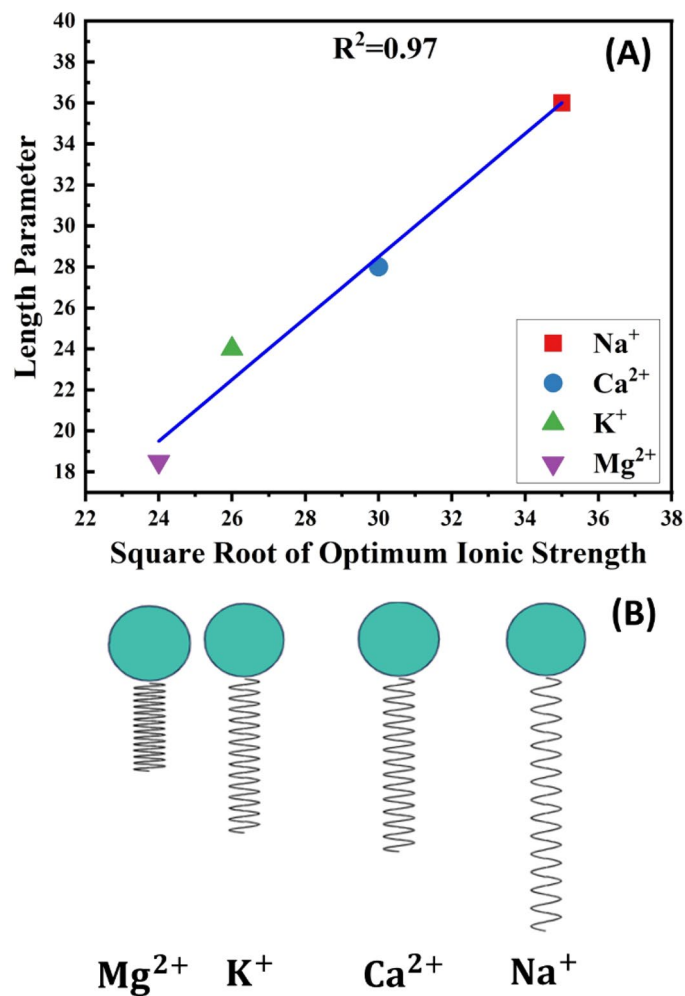 R²=0.97
(A)
Length Parameter
40
38
36
34
32
30
28
26
24
22
20
18
Na⁺
Ca²⁺
K⁺
Mg²⁺
22 24 26 28 30 32 34 36 38
Square Root of Optimum Ionic Strength
(B)
Mg²⁺ K⁺ Ca²⁺ Na⁺